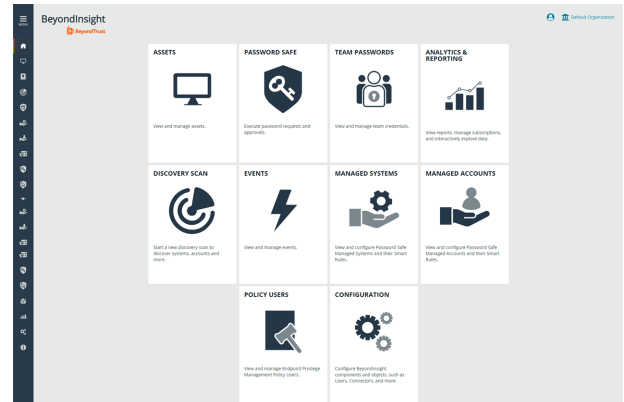 MENU
BeyondInsight
BeyondTrust
Default Organization
ASSETS
View and manage assets.
PASSWORD SAFE
Execute password requests and
approvals.
TEAM PASSWORDS
View and manage team credentials.
ANALYTICS &
REPORTING
View reports, manage subscriptions,
and interactively explore data.
DISCOVERY SCAN
Start a new discovery scan to
discover systems, accounts and
more.
EVENTS
View and manage events.
MANAGED SYSTEMS
View and configure Password Safe
Managed Systems and their Smart
Rules.
MANAGED ACCOUNTS
View and configure Password Safe
Managed Accounts and their Smart
Rules.
POLICY USERS
View and manage Endpoint Privilege
Management Policy Users.
CONFIGURATION
Configure BeyondInsight
components and objects, such as
Users, Connectors, and more.